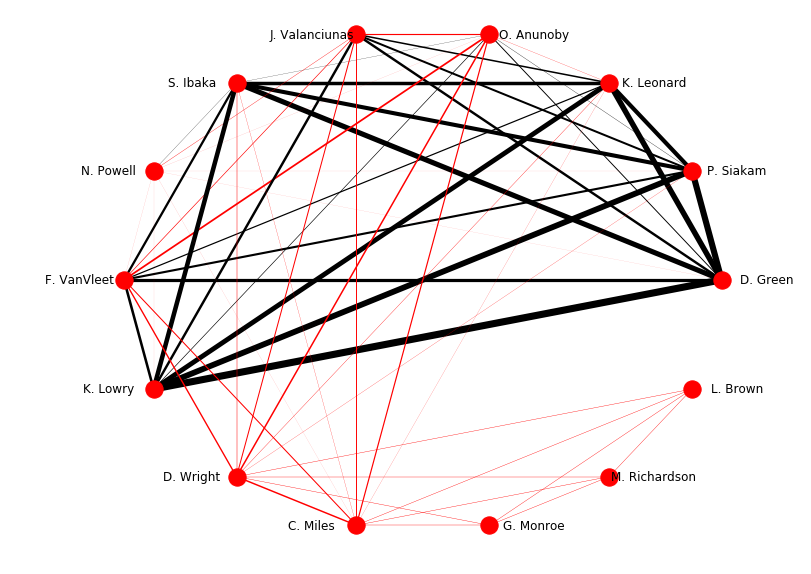 J. Valanciunas
O. Anunoby
S. Ibaka
K. Leonard
N. Powell
P. Siakam
F. VanVleet
D. Green
K. Lowry
L. Brown
D. Wright
M. Richardson
C. Miles
G. Monroe